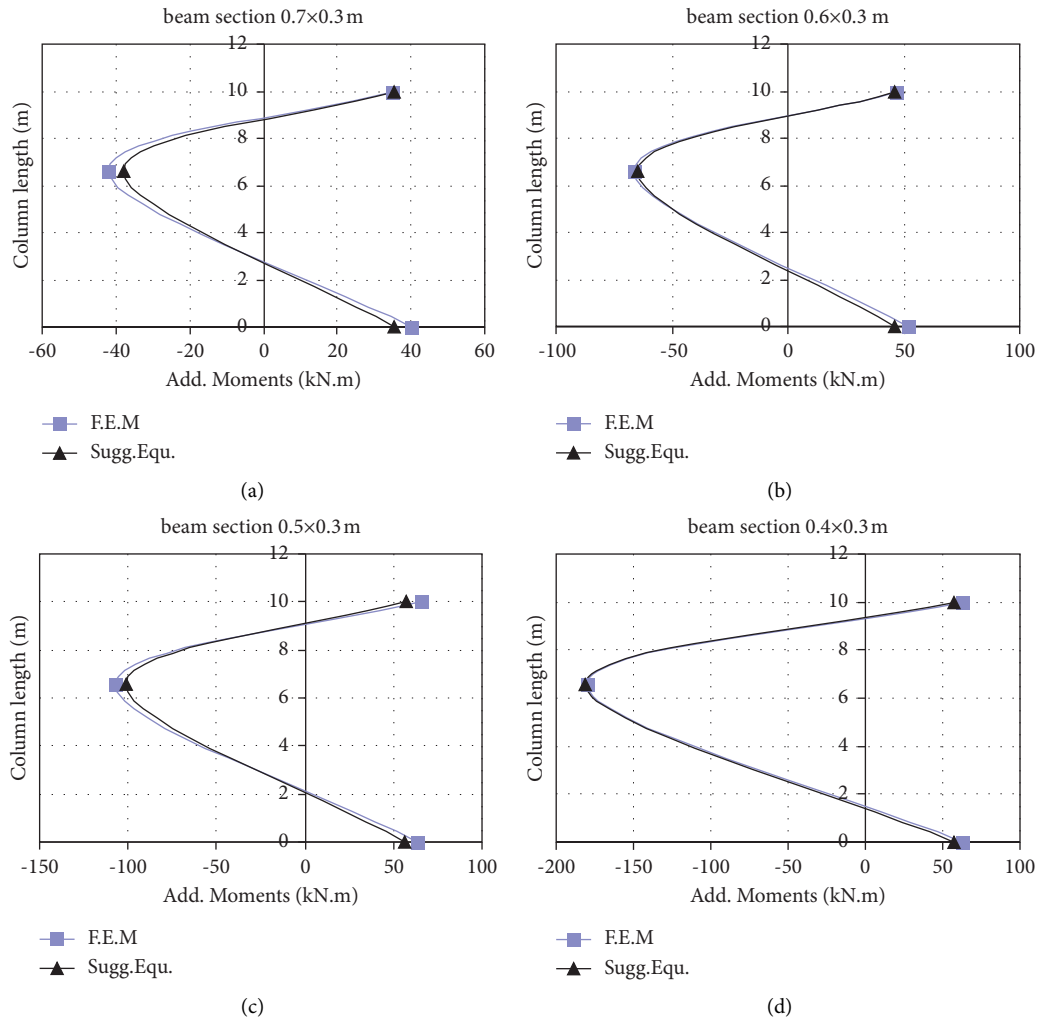 beam section 0.7×0.3 m
12
10
8
6
4
2
0
-60 -40 -20 0 20 40 60
Column length (m)
Add. Moments (kN.m)
F.E.M
Sugg.Equ.
(a)
beam section 0.6×0.3 m
12
10
8
6
4
2
0
-100 -50 0 50 100
Column length (m)
Add. Moments (kN.m)
F.E.M
Sugg.Equ.
(b)
beam section 0.5×0.3 m
12
10
8
6
4
2
0
-150 -100 -50 0 50 100
Column length (m)
Add. Moments (kN.m)
F.E.M
Sugg.Equ.
(c)
beam section 0.4×0.3 m
12
10
8
6
4
2
0
-200 -150 -100 -50 0 50 100
Column length (m)
Add. Moments (kN.m)
F.E.M
Sugg.Equ.
(d)